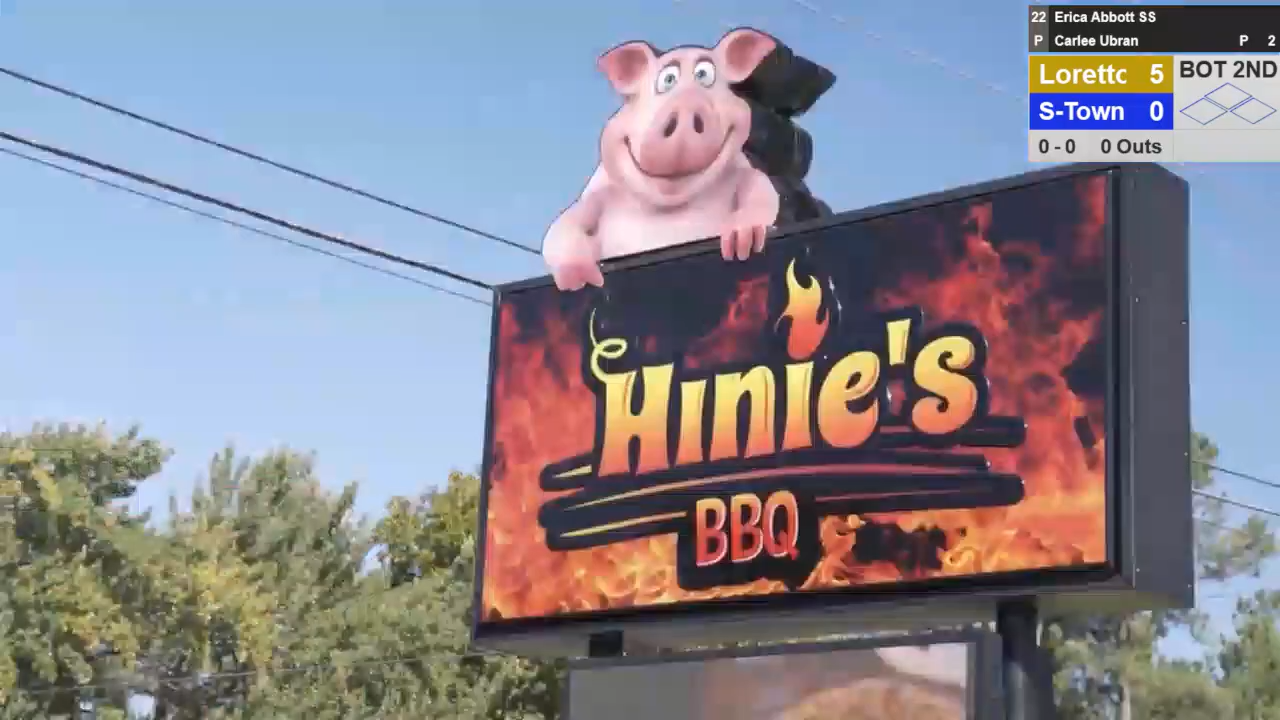 22 Erica Abbott SS
P Carlee Ubran P 2
Lorettc 5
BOT 2ND
S-Town 0
0 - 0 0 Outs
Hinie's
BBQ